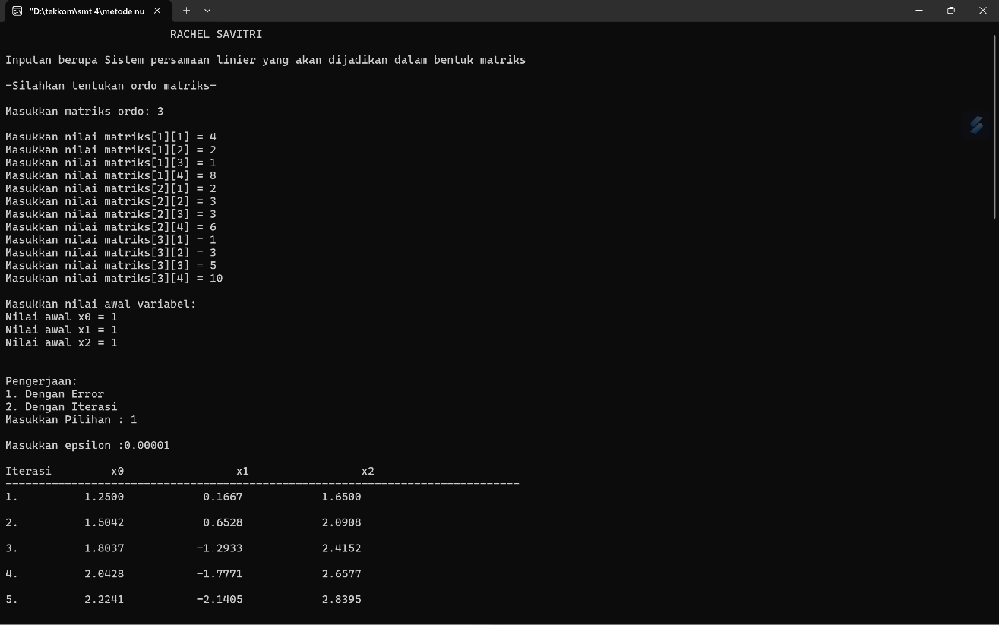 "D:\tekkom\smt 4\metode nu
RACHEL SAVITRI
Inputan berupa Sistem persamaan linier yang akan dijadikan dalam bentuk matriks
-Silahkan tentukan ordo matriks-
Masukkan matriks ordo: 3
Masukkan nilai matriks[1][1] = 4
Masukkan nilai matriks[1][2] = 2
Masukkan nilai matriks[1][3] = 1
Masukkan nilai matriks[1][4] = 8
Masukkan nilai matriks[2][1] = 2
Masukkan nilai matriks[2][2] = 3
Masukkan nilai matriks[2][3] = 3
Masukkan nilai matriks[2][4] = 6
Masukkan nilai matriks[3][1] = 1
Masukkan nilai matriks[3][2] = 3
Masukkan nilai matriks[3][3] = 5
Masukkan nilai matriks[3][4] = 10
Masukkan nilai awal variabel:
Nilai awal x0 = 1
Nilai awal x1 = 1
Nilai awal x2 = 1
Pengerjaan:
1. Dengan Error
2. Dengan Iterasi
Masukkan Pilihan : 1
Masukkan epsilon :0.00001
Iterasi x0 x1 x2
------------------------------------------------------------------------------
1. 1.2500 0.1667 1.6500
2. 1.5042 -0.6528 2.0908
3. 1.8037 -1.2933 2.4152
4. 2.0428 -1.7771 2.6577
5. 2.2241 -2.1405 2.8395